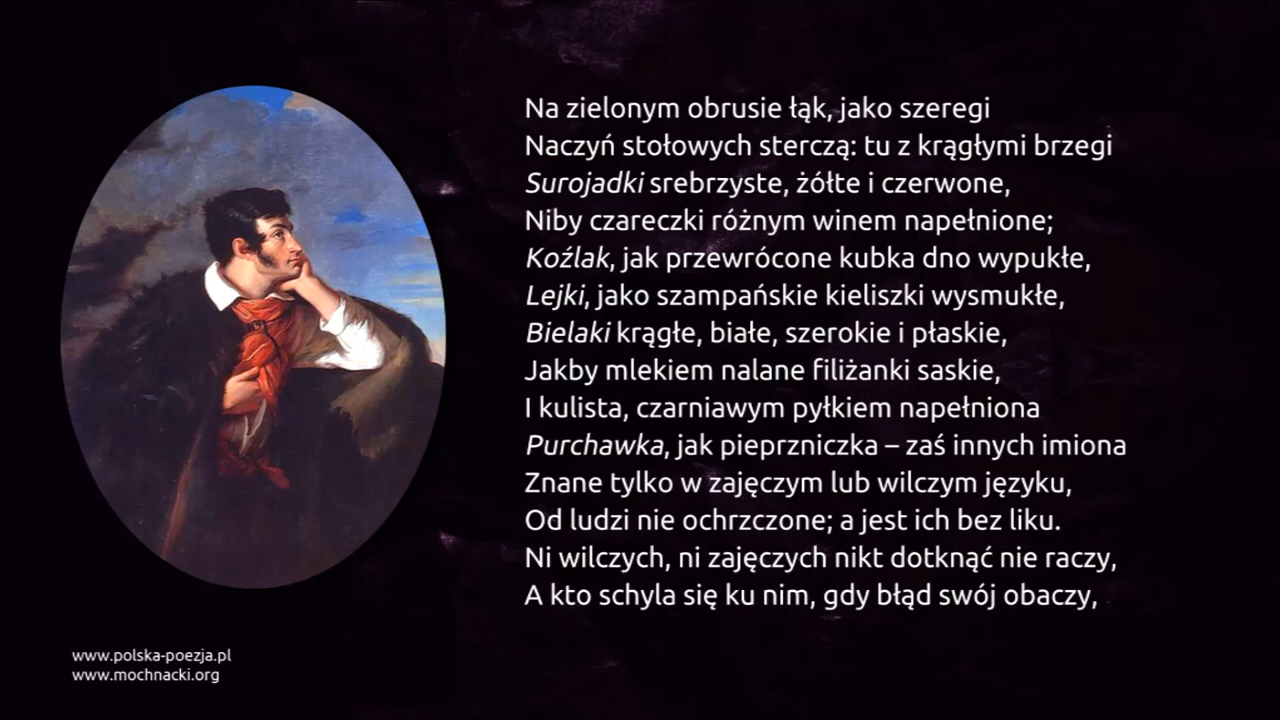 Na zielonym obrusie łąk, jako szeregi
Naczyń stołowych sterczą: tu z krągłymi brzegi
Surojadki srebrzyste, żółte i czerwone,
Niby czareczki różnym winem napełnione;
Koźlak, jak przewrócone kubka dno wypukłe,
Lejki, jako szampańskie kieliszki wysmukłe,
Bielaki krągłe, białe, szerokie i płaskie,
Jakby mlekiem nalane filiżanki saskie,
I kulista, czarniawym pyłkiem napełniona
Purchawka, jak pieprzniczka – zaś innych imiona
Znane tylko w zajęczym lub wilczym języku,
Od ludzi nie ochrzczone; a jest ich bez liku.
Ni wilczych, ni zajęczych nikt dotknąć nie raczy,
A kto schyla się ku nim, gdy błąd swój obaczy,
www.polska-poezja.pl
www.mochnacki.org